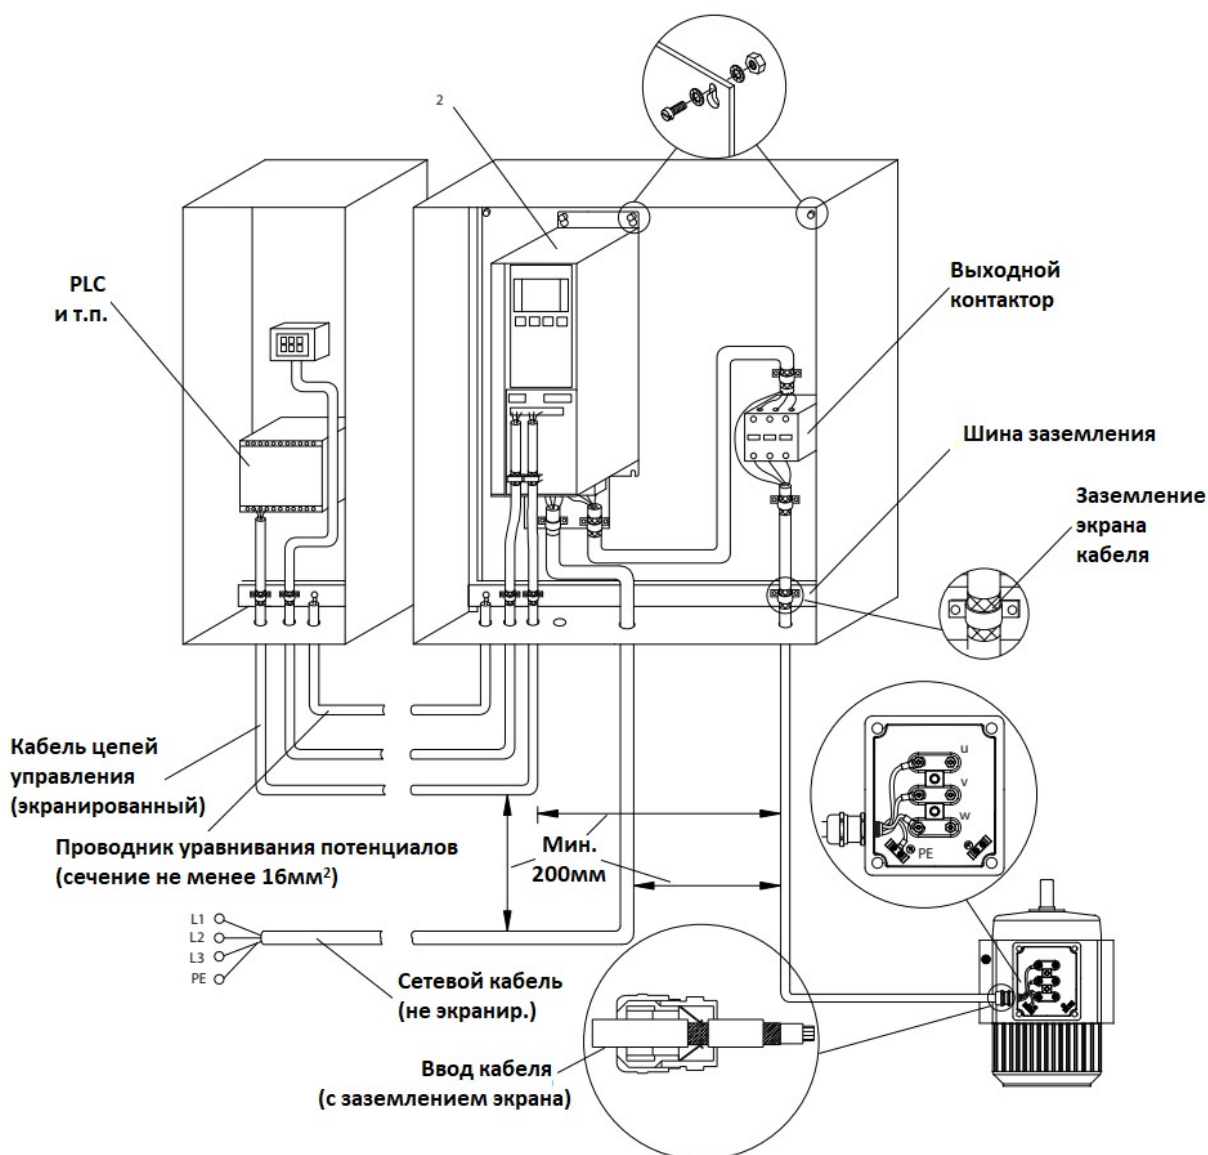 2
PLC
и т.п.
Выходной
контактор
Шина заземления
Заземление
экрана
кабеля
Кабель цепей
управления
(экранированный)
Проводник уравнивания потенциалов
(сечение не менее 16мм²)
Мин.
200мм
u
v
w
PE
L1
L2
L3
PE
Сетевой кабель
(не экранир.)
Ввод кабеля
(с заземлением экрана)